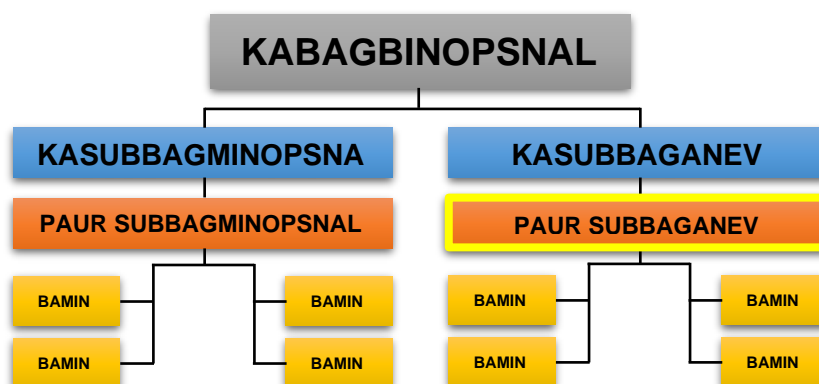 KABAGBINOPSNAL
KASUBBAGMINOPSNA
KASUBBAGANEV
PAUR SUBBAGMINOPSNAL
PAUR SUBBAGANEV
BAMIN
BAMIN
BAMIN
BAMIN
BAMIN
BAMIN
BAMIN
BAMIN